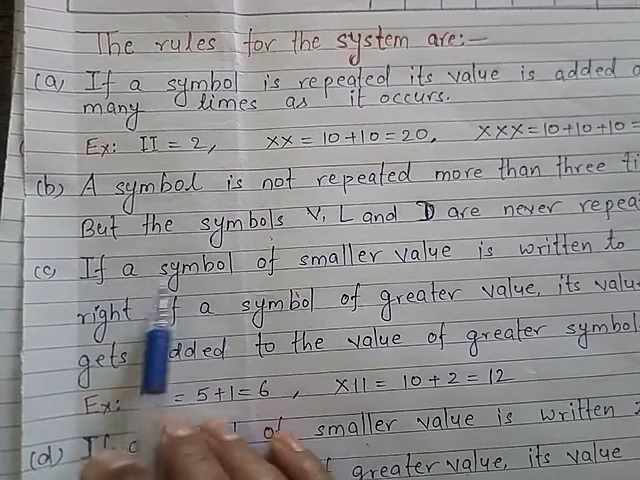 The rules for the system are:—
(a) If a symbol is repeated its value is added
many times as it occurs.
Ex: II = 2, XX = 10+10=20, XXX=10+10+10=
(b) A symbol is not repeated more than three
But the symbols V, L and D are never
(c) If a symbol of smaller value is written to
right a symbol of greater value, its
gets to the value of greater symbol
Ex: = 5+1=6, XII = 10+2=12
(d) of smaller value is written
greater value, its value